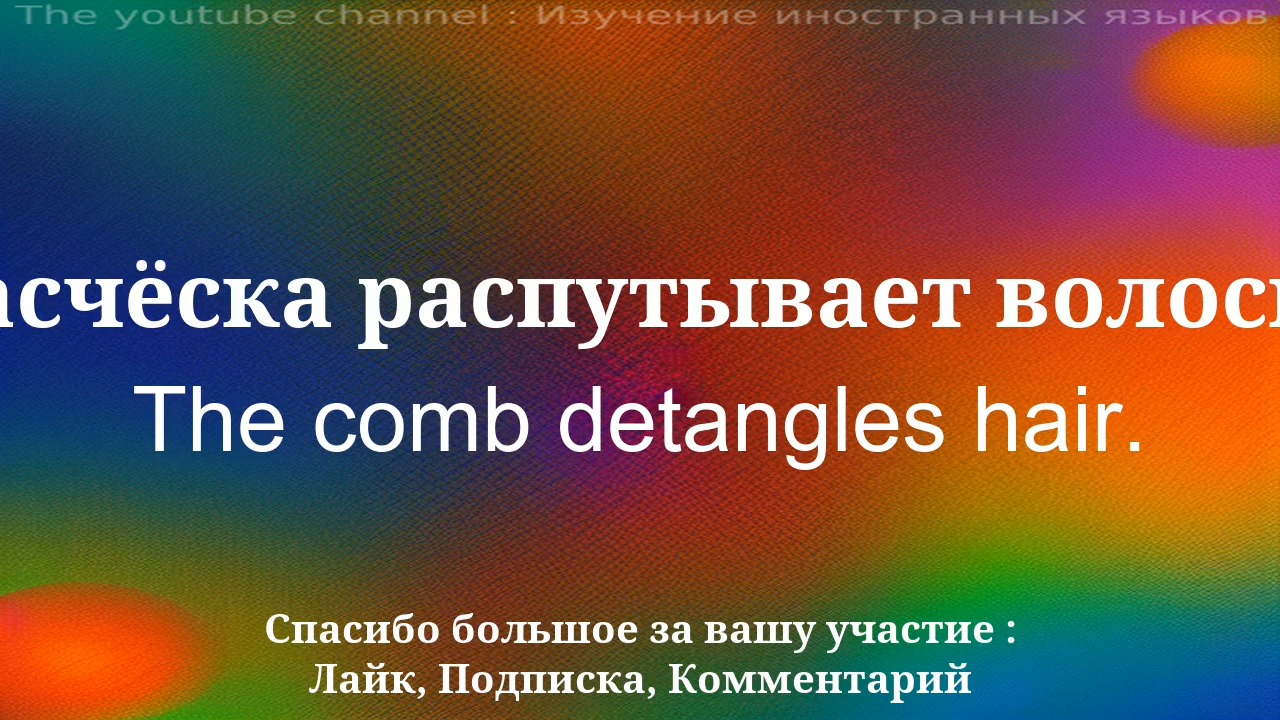 The youtube channel : Изучение иностранных языков
асчёска распутывает волос
The comb detangles hair.
Спасибо большое за вашу участие :
Лайк, Подписка, Комментарий